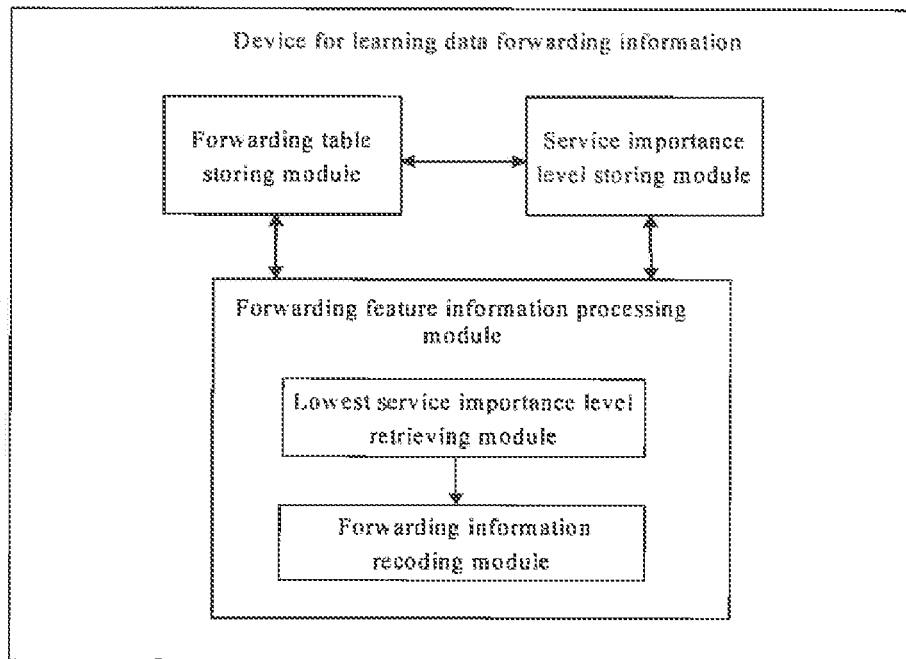 Device for learning data forwarding information
Forwarding table
storing module
Service importance
level storing module
Forwarding feature information processing
module
Lowest service importance level
retrieving module
Forwarding information
recoding module